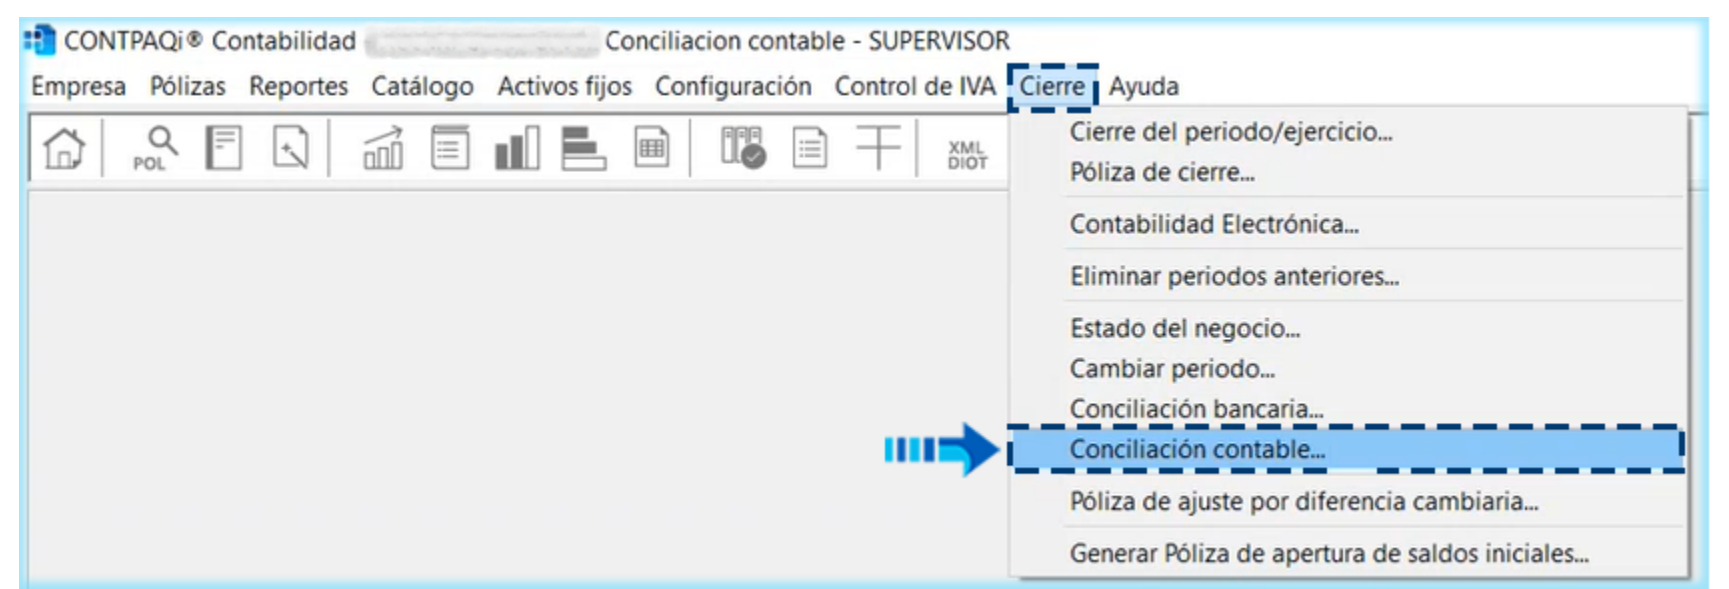 CONTPAQi® Contabilidad Conciliacion contable - SUPERVISOR
Empresa Pólizas Reportes Catálogo Activos fijos Configuración Control de IVA Cierre Ayuda
POL
XML
DIOT
Cierre del periodo/ejercicio...
Póliza de cierre...
Contabilidad Electrónica...
Eliminar periodos anteriores...
Estado del negocio...
Cambiar periodo...
Conciliación bancaria...
Conciliación contable...
Póliza de ajuste por diferencia cambiaria...
Generar Póliza de apertura de saldos iniciales...